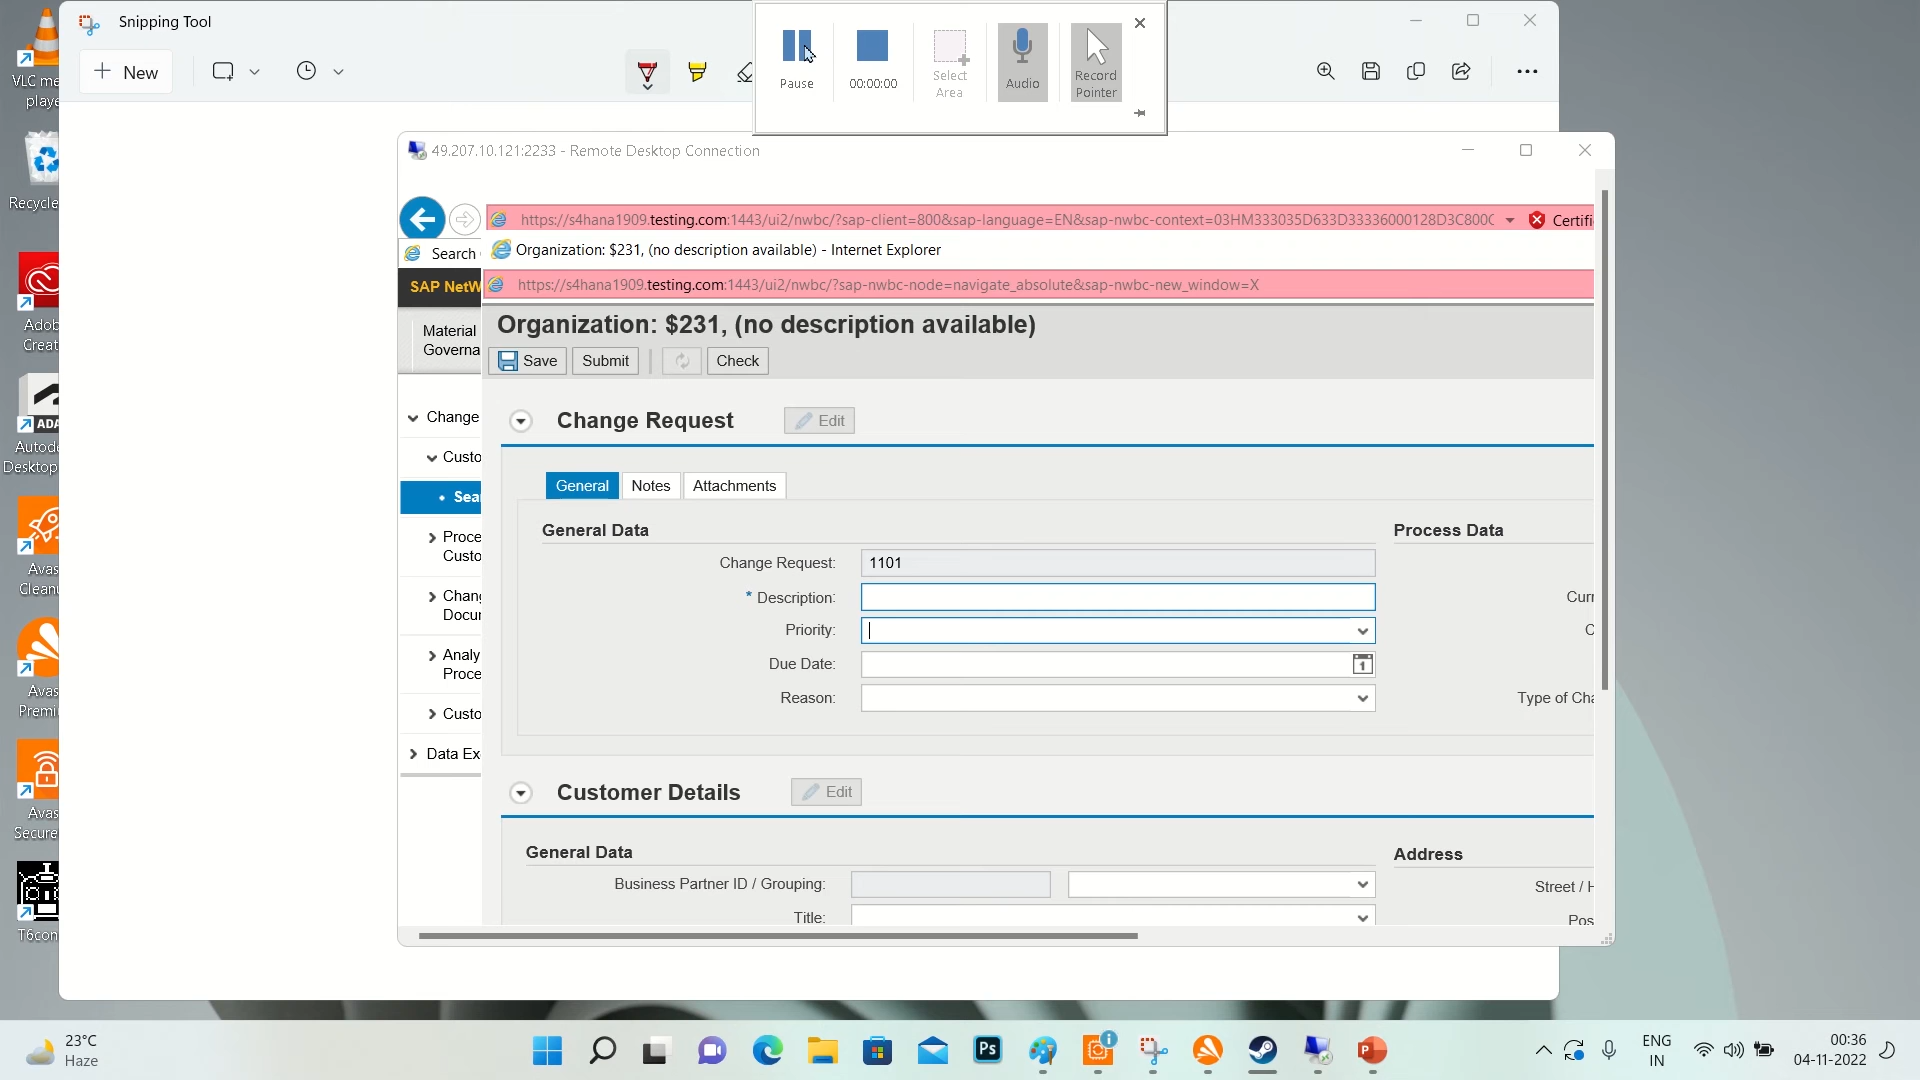 Snipping Tool
New
Pause
00:00:00
Select
Area
Audio
Record
Pointer
VLC me
playe
Recycle
Adob
Creat
ADA
Autode
Desktop
Avas
Cleanu
Avas
Premi
Avas
Secure
T6con
49.207.10.121:2233 - Remote Desktop Connection
https://s4hana1909.testing.com:1443/ui2/nwbc/?sap-client=800&sap-language=EN&sap-nwbc-context=03HM333035D633D33336000128D3C800C
Certifi
Search
Organization: $231, (no description available) - Internet Explorer
SAP NetW
https://s4hana1909.testing.com:1443/ui2/nwbc/?sap-nwbc-node=navigate_absolute&sap-nwbc-new_window=X
Material
Governa
Organization: $231, (no description available)
Save
Submit
Check
Change
Custo
Sea
Proce
Custo
Chang
Docu
Analy
Proce
Custo
Data Ex
Change Request
Edit
General
Notes
Attachments
General Data
Process Data
Change Request: 1101
* Description:
Curr
Priority:
C
Due Date:
1
Reason:
Type of Cha
Customer Details
Edit
General Data
Address
Business Partner ID / Grouping:
Street / H
Title:
Pos
23°C
Haze
Ps
ENG
IN
00:36
04-11-2022